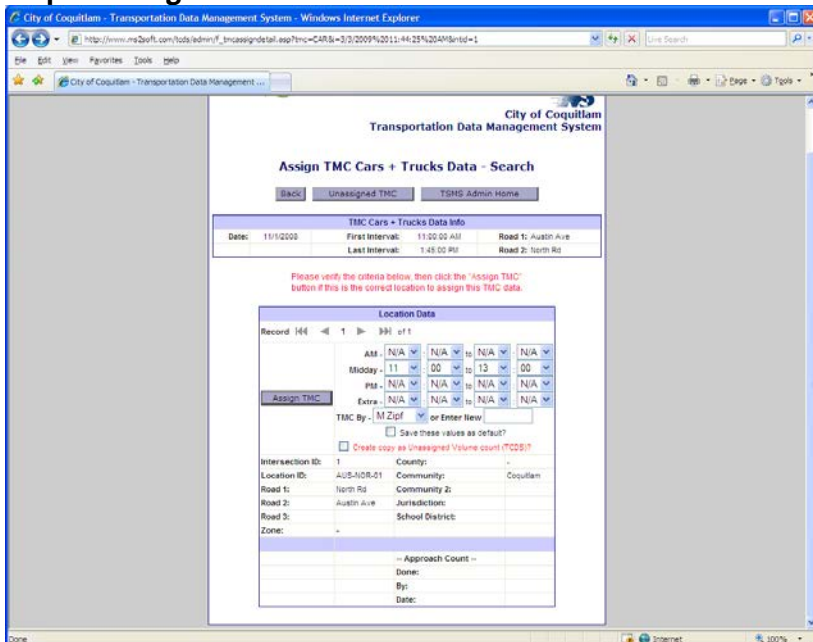 City of Coquitlam - Transportation Data Management System - Windows Internet Explorer
http://www.ms2soft.com/tcds/admin/f_tmcassigndetail.asp?tmc=CAR&i=3/3/2009%2011:44:25%20AM&intid=1
Live Search
File Edit View Favorites Tools Help
City of Coquitlam - Transportation Data Management ...
Page Tools
City of Coquitlam
Transportation Data Management System
Assign TMC Cars + Trucks Data - Search
Back Unassigned TMC TSMS Admin Home
TMC Cars + Trucks Data Info
Date: 11/1/2008 First Interval: 11:00:00 AM Road 1: Austin Ave
Last Interval: 1:45:00 PM Road 2: North Rd
Please verify the criteria below, then click the "Assign TMC"
button if this is the correct location to assign this TMC data.
Location Data
Record 1 of 1
AM - N/A : N/A to N/A : N/A
Midday - 11 : 00 to 13 : 00
PM - N/A : N/A to N/A : N/A
Assign TMC
Extra - N/A : N/A to N/A : N/A
TMC By - M Zipf or Enter New
Save these values as default?
Create copy as Unassigned Volume count (TCDS)?
Intersection ID: 1 County: -
Location ID: AUS-NOR-01 Community: Coquitlam
Road 1: North Rd Community 2:
Road 2: Austin Ave Jurisdiction:
Road 3: School District:
Zone: -
-- Approach Count --
Done:
By:
Date:
Done Internet 100%